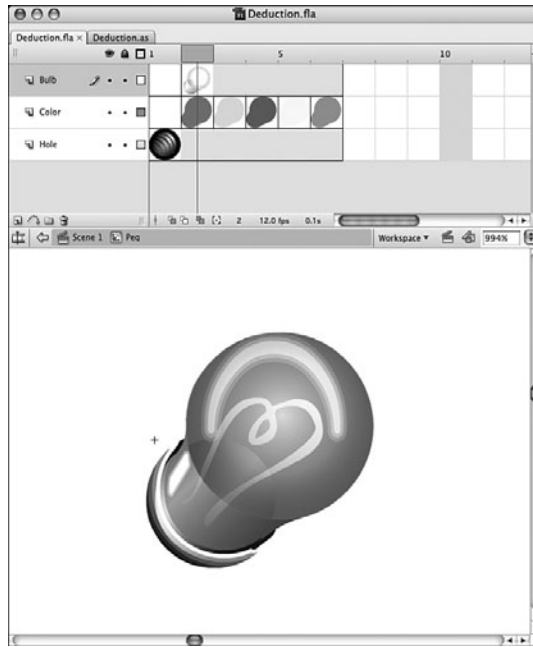 Deduction.fla
Deduction.fla × Deduction.as
1 5 10
Bulb
Color
Hole
2 12.0 fps 0.1s
Scene 1 Peg Workspace ▾ 994%